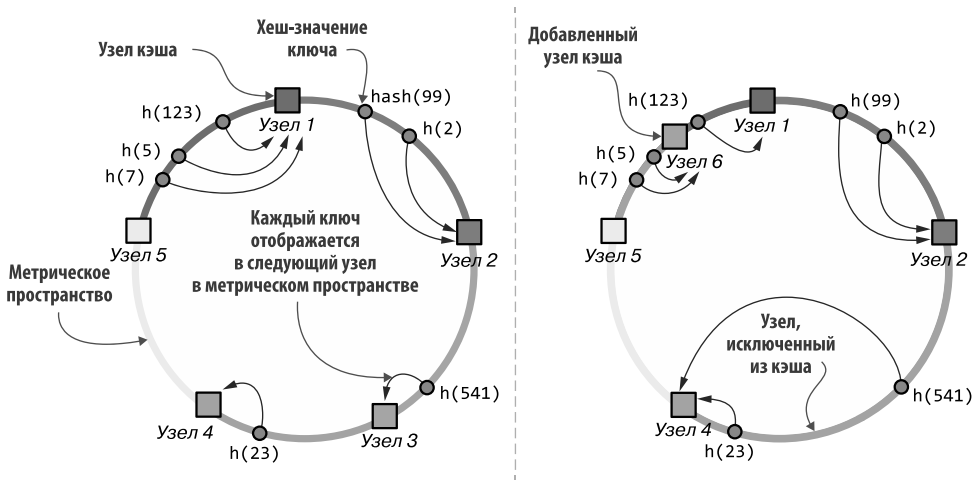 Узел кэша
Хеш-значение
ключа
h(123)
Узел 1
hash(99)
h(2)
h(5)
h(7)
Узел 5
Каждый ключ
отображается
в следующий узел
в метрическом пространстве
Узел 2
Метрическое
пространство
h(541)
Узел 4
Узел 3
h(23)
Добавленный
узел кэша
h(123)
Узел 1
h(99)
h(2)
h(5)
Узел 6
h(7)
Узел 5
Узел 2
Узел,
исключенный
из кэша
h(541)
Узел 4
h(23)